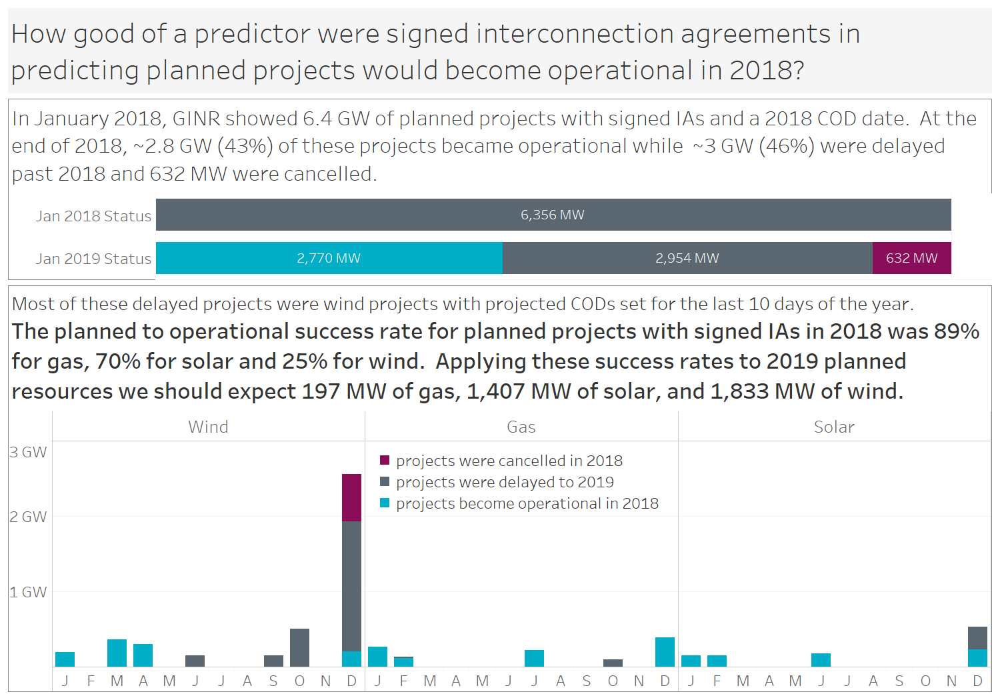 How good of a predictor were signed interconnection agreements in
predicting planned projects would become operational in 2018?
In January 2018, GINR showed 6.4 GW of planned projects with signed IAs and a 2018 COD date.  At the
end of 2018, ~2.8 GW (43%) of these projects became operational while  ~3 GW (46%) were delayed
past 2018 and 632 MW were cancelled.
Jan 2018 Status
6,356 MW
Jan 2019 Status
2,770 MW
2,954 MW
632 MW
Most of these delayed projects were wind projects with projected CODs set for the last 10 days of the year.
The planned to operational success rate for planned projects with signed IAs in 2018 was 89%
for gas, 70% for solar and 25% for wind.  Applying these success rates to 2019 planned
resources we should expect 197 MW of gas, 1,407 MW of solar, and 1,833 MW of wind.
Wind
Gas
Solar
3 GW
2 GW
1 GW
projects were cancelled in 2018
projects were delayed to 2019
projects become operational in 2018
J F M A M J J A S O N D
J F M A M J J A S O N D
J F M A M J J A S O N D